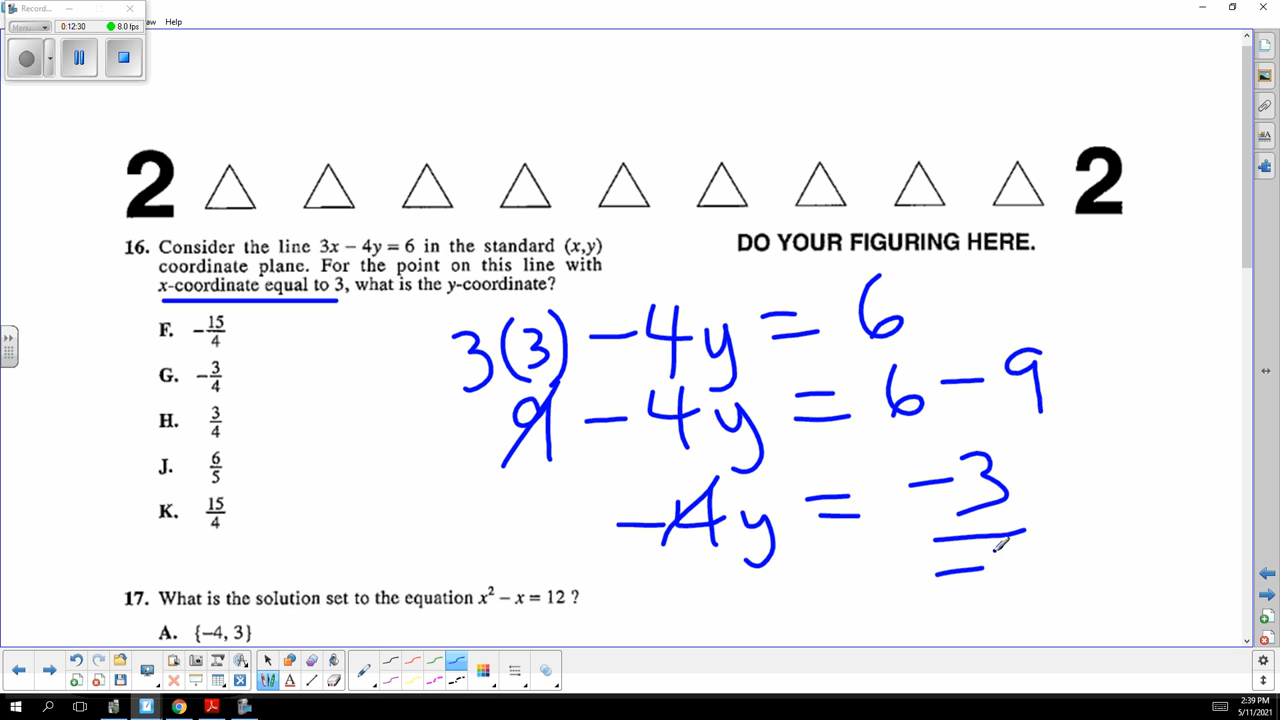 Record...
Menu
0:12:30
8.0 fps
aw Help
2 2
16. Consider the line 3x − 4y = 6 in the standard (x,y)
coordinate plane. For the point on this line with
x-coordinate equal to 3, what is the y-coordinate?
DO YOUR FIGURING HERE.
F. −15/4
G. −3/4
H. 3/4
J. 6/5
K. 15/4
3(3) − 4y = 6
9 − 4y = 6 − 9
−4y = −3
−
17. What is the solution set to the equation x² − x = 12 ?
A. {−4, 3}
2:39 PM
5/11/2021